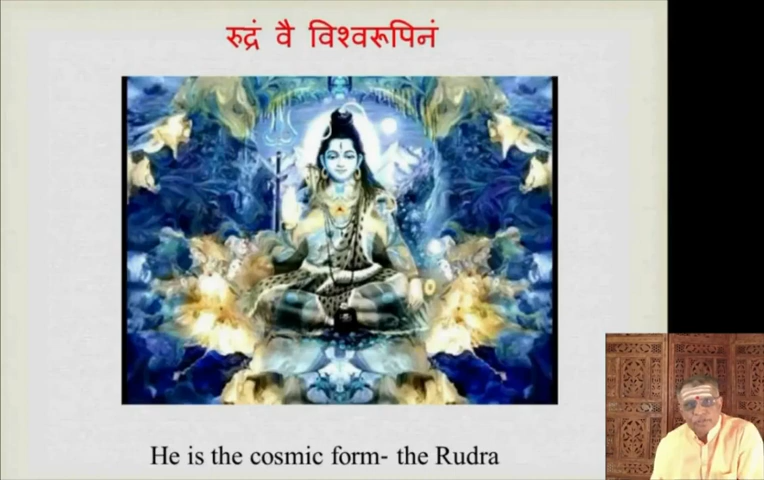 रुद्रं वै विश्वरूपिनं
He is the cosmic form- the Rudra